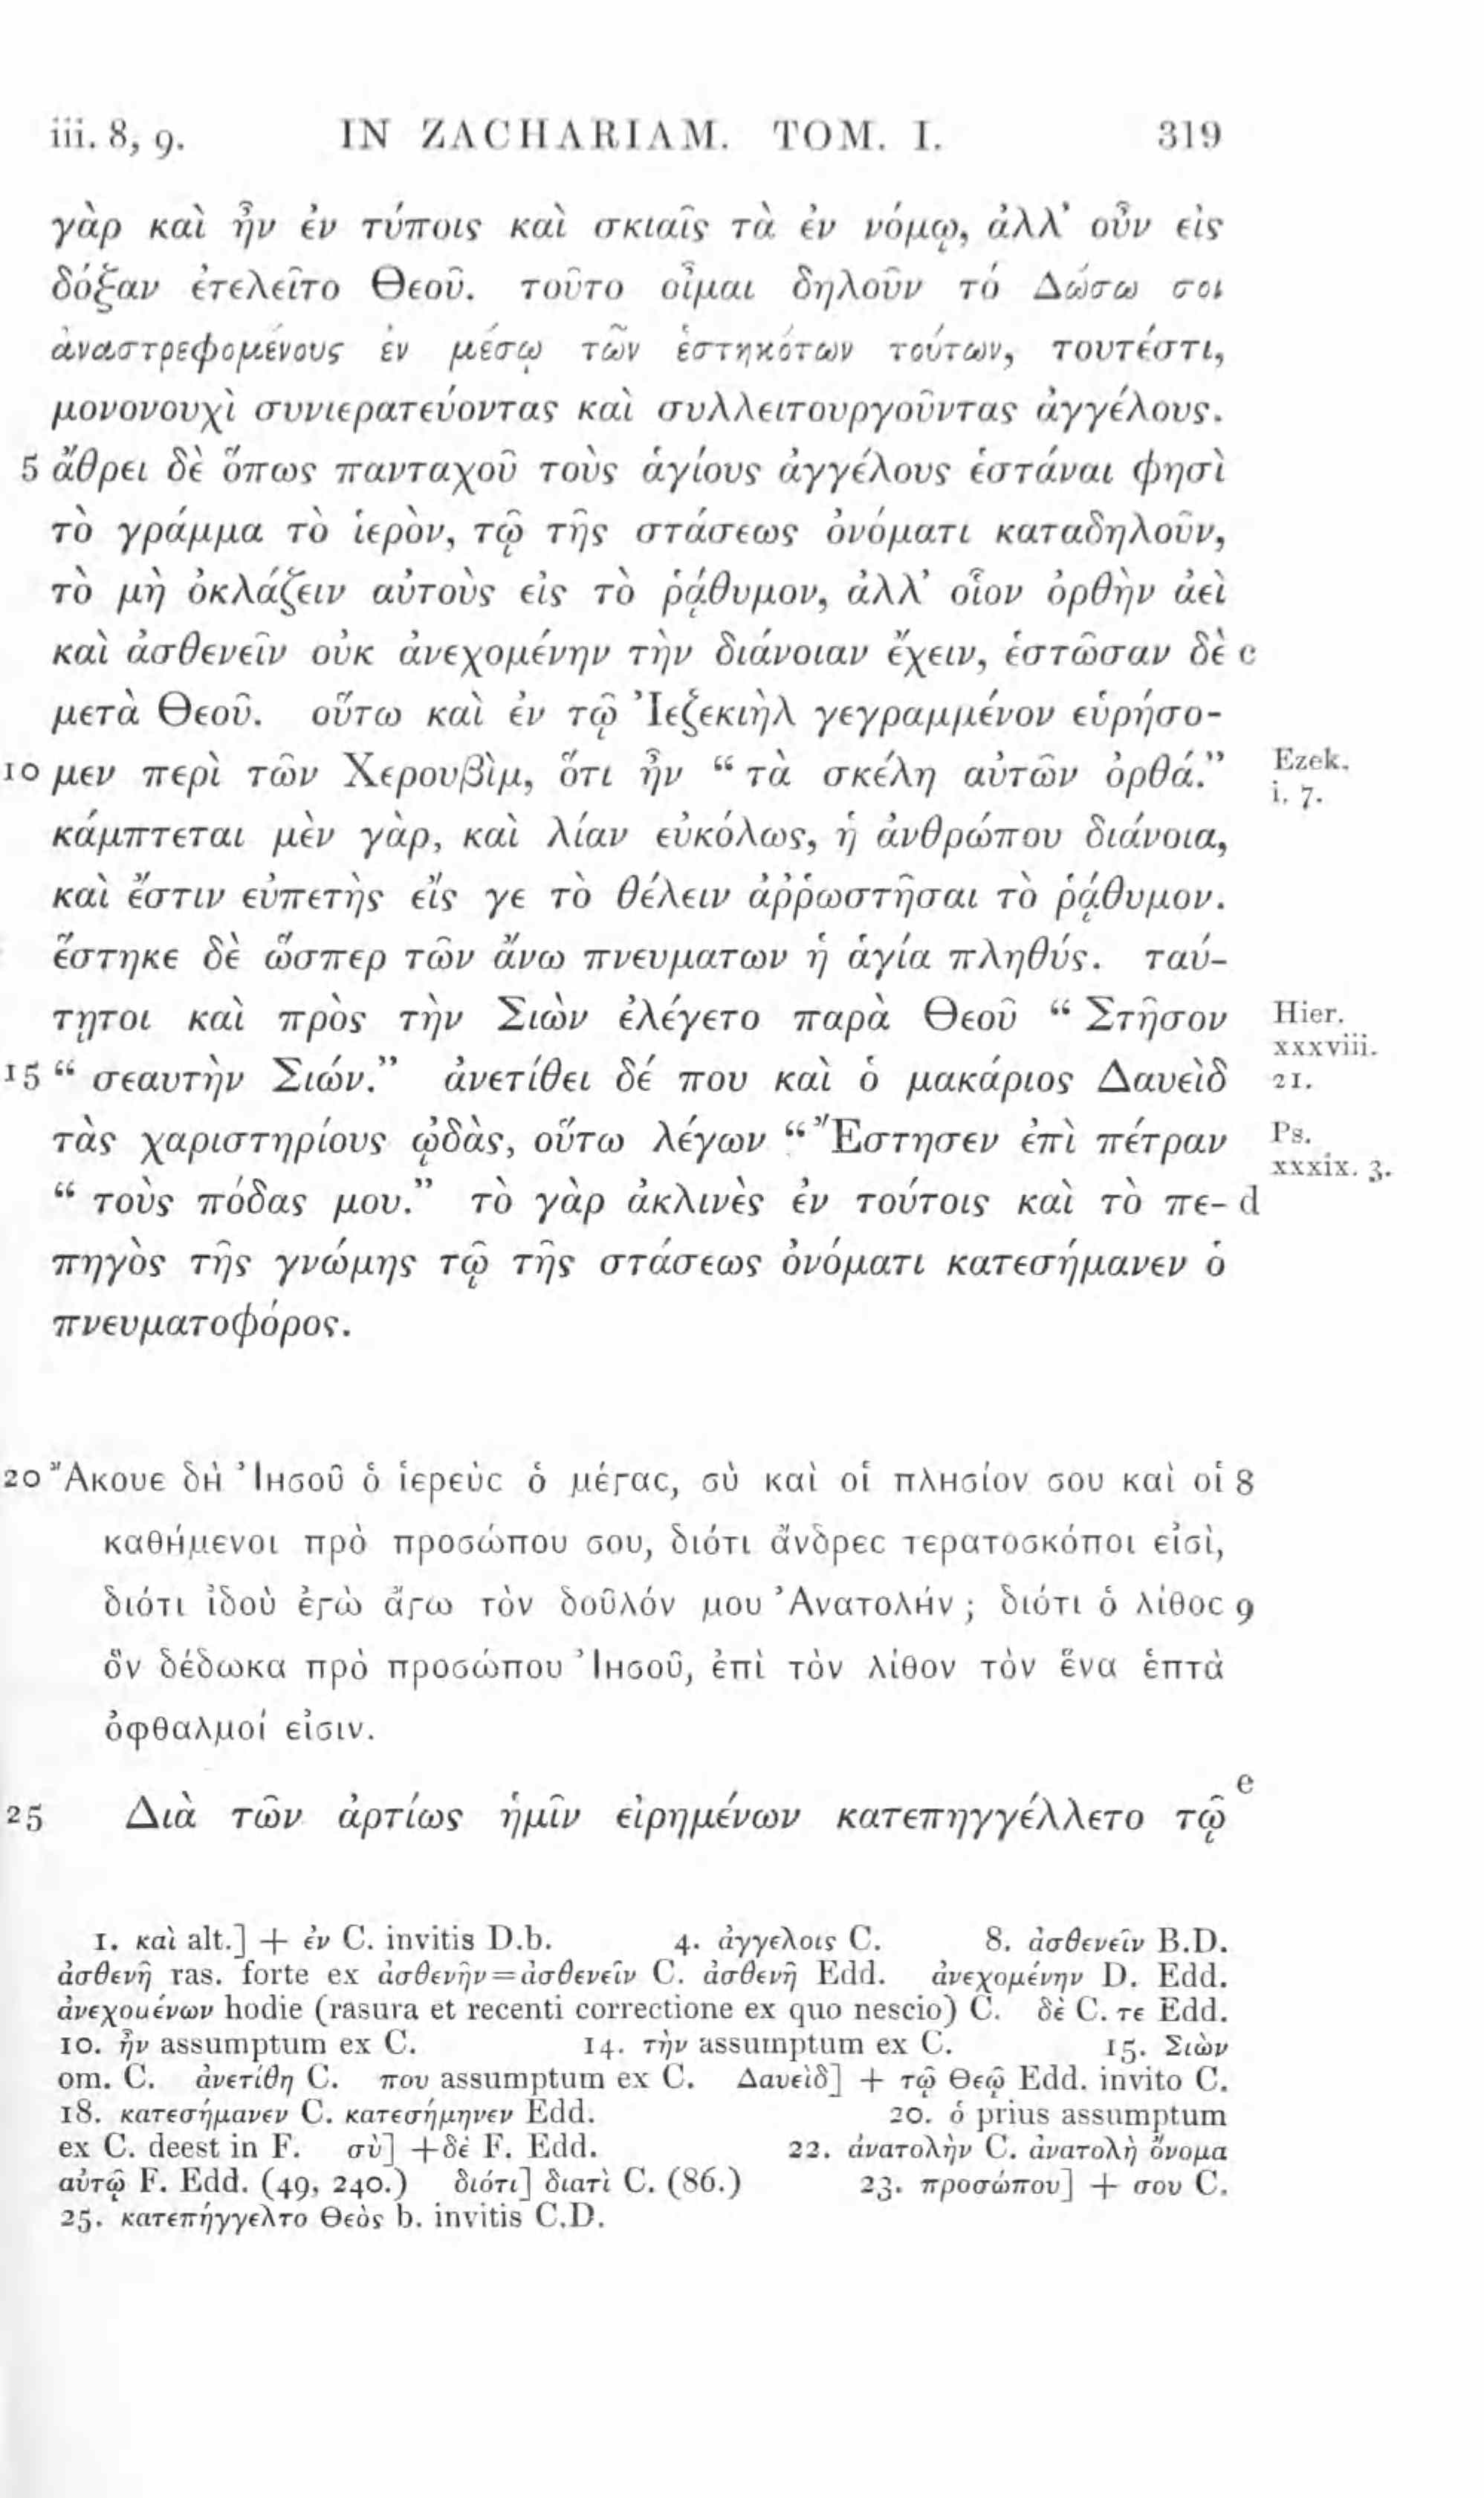 iii. 8, 9. IN ZACHARIAM. TOM. I. 319
γὰρ καὶ ἦν ἐν τύποις καὶ σκιαῖς τὰ ἐν νόμῳ, ἀλλ’ οὖν εἰς
δόξαν ἐτελεῖτο Θεοῦ. τοῦτο οἶμαι δηλοῦν τό Δώσω σοι
ἀναστρεφομένους ἐν μέσῳ τῶν ἑστηκότων τούτων, τουτέστι,
μονονουχὶ συνιερατεύοντας καὶ συλλειτουργοῦντας ἀγγέλους.
5 ἄθρει δὲ ὅπως πανταχοῦ τοὺς ἁγίους ἀγγέλους ἑστάναι φησὶ
τὸ γράμμα τὸ ἱερὸν, τῷ τῆς στάσεως ὀνόματι καταδηλοῦν,
τὸ μὴ ὀκλάζειν αὐτοὺς εἰς τὸ ῥᾴθυμον, ἀλλ’ οἷον ὀρθὴν ἀεὶ
καὶ ἀσθενεῖν οὐκ ἀνεχομένην τὴν διάνοιαν ἔχειν, ἑστῶσαν δὲ c
μετὰ Θεοῦ. οὕτω καὶ ἐν τῷ Ἰεζεκιὴλ γεγραμμένον εὑρήσο-
10 μεν περὶ τῶν Χερουβὶμ, ὅτι ἦν “ τὰ σκέλη αὐτῶν ὀρθά.” Ezek. i. 7.
κάμπτεται μὲν γὰρ, καὶ λίαν εὐκόλως, ἡ ἀνθρώπου διάνοια,
καὶ ἔστιν εὐπετὴς εἴς γε τὸ θέλειν ἀῤῥωστῆσαι τὸ ῥᾴθυμον.
ἕστηκε δὲ ὥσπερ τῶν ἄνω πνευματων ἡ ἁγία πληθύς. ταύ-
τῃτοι καὶ πρὸς τὴν Σιὼν ἐλέγετο παρὰ Θεοῦ “ Στῆσον Hier. xxxviii. 21.
15 “ σεαυτὴν Σιών.” ἀνετίθει δέ που καὶ ὁ μακάριος Δαυεὶδ
τὰς χαριστηρίους ᾠδὰς, οὕτω λέγων “ Ἔστησεν ἐπὶ πέτραν Ps. xxxix. 3.
“ τοὺς πόδας μου.” τὸ γὰρ ἀκλινὲς ἐν τούτοις καὶ τὸ πε- d
πηγὸς τῆς γνώμης τῷ τῆς στάσεως ὀνόματι κατεσήμανεν ὁ
πνευματοφόρος.
20 Ἄκουε δὴ Ἰησοῦ ὁ ἱερεὺς ὁ μέγας, σὺ καὶ οἱ πλησίον σου καὶ οἱ 8
καθήμενοι πρὸ προσώπου σου, διότι ἄνδρες τερατοσκόποι εἰσὶ,
διότι ἰδοὺ ἐγὼ ἄγω τὸν δοῦλόν μου Ἀνατολήν ; διότι ὁ λίθος 9
ὃν δέδωκα πρὸ προσώπου Ἰησοῦ, ἐπὶ τὸν λίθον τὸν ἕνα ἑπτὰ
ὀφθαλμοί εἰσιν.
e
25 Διὰ τῶν ἀρτίως ἡμῖν εἰρημένων κατεπηγγέλλετο τῷ
1. καὶ alt.] + ἐν C. invitis D.b. 4. ἀγγελοις C. 8. ἀσθενεῖν B.D.
ἀσθενῆ ras. forte ex ἀσθενῆν = ἀσθενεῖν C. ἀσθενῆ Edd. ἀνεχομένην D. Edd.
ἀνεχομένων hodie (rasura et recenti correctione ex quo nescio) C. δὲ C. τε Edd.
10. ἦν assumptum ex C. 14. τὴν assumptum ex C. 15. Σιὼν
om. C. ἀνετίθη C. που assumptum ex C. Δαυεὶδ] + τῷ Θεῷ Edd. invito C.
18. κατεσήμανεν C. κατεσήμηνεν Edd. 20. ὁ prius assumptum
ex C. deest in F. σὺ] +δὲ F. Edd. 22. ἀνατολὴν C. ἀνατολὴ ὄνομα
αὐτῷ F. Edd. (49, 240.) διότι] διατὶ C. (86.) 23. προσώπου] + σου C.
25. κατεπήγγελτο Θεὸς b. invitis C.D.